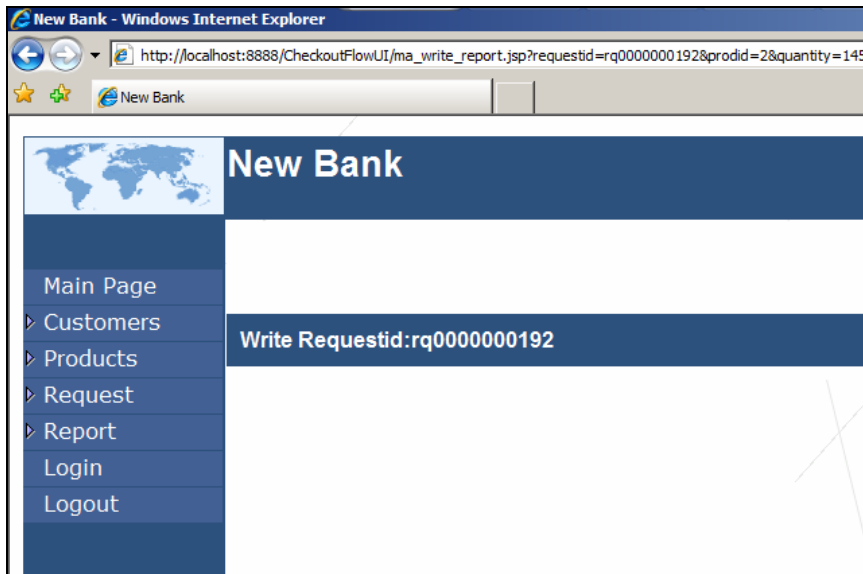 New Bank - Windows Internet Explorer
http://localhost:8888/CheckoutFlowUI/ma_write_report.jsp?requestid=rq0000000192&prodid=2&quantity=145
New Bank
New Bank
Main Page
Customers
Write Requestid:rq0000000192
Products
Request
Report
Login
Logout